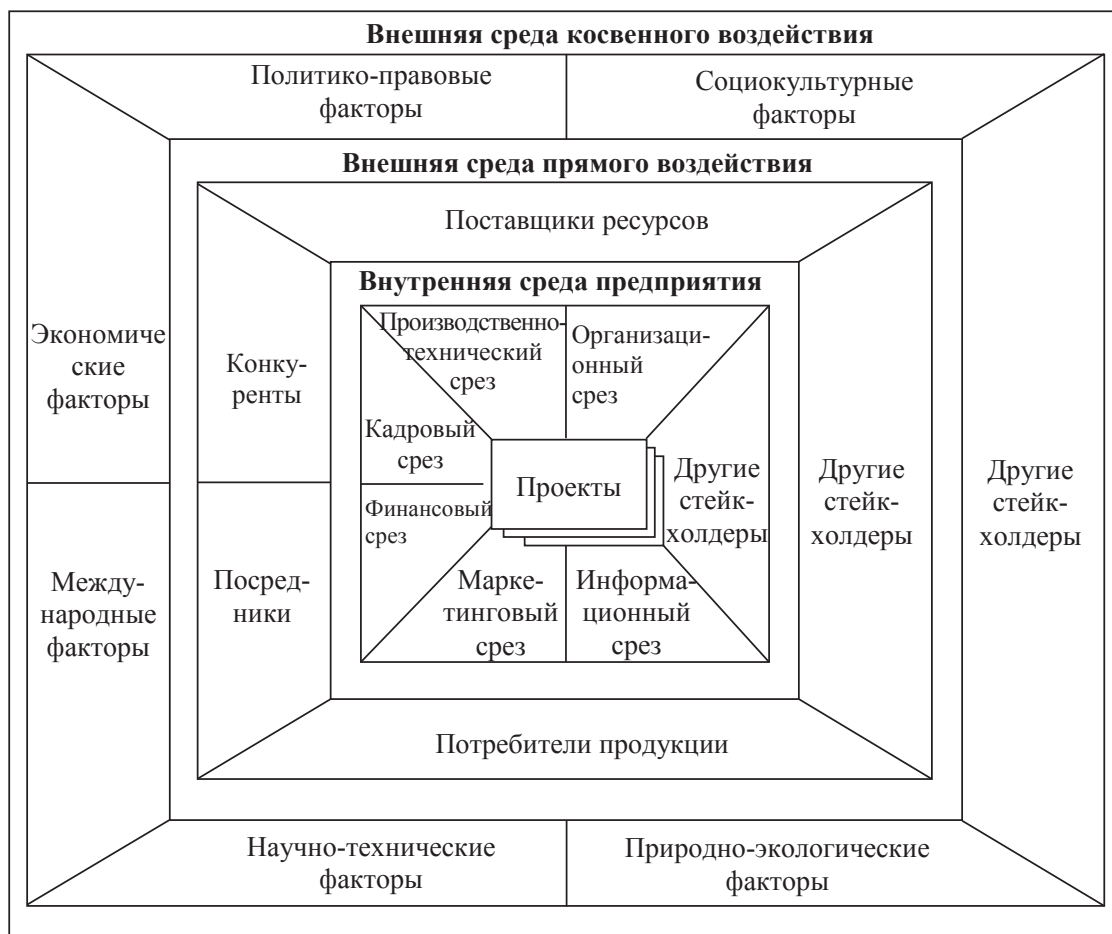 Внешняя среда косвенного воздействия
Политико-правовые
факторы
Социокультурные
факторы
Внешняя среда прямого воздействия
Поставщики ресурсов
Внутренняя среда предприятия
Экономиче
ские
факторы
Конку-
ренты
Производственно-
технический
срез
Организаци-
онный
срез
Кадровый
срез
Проекты
Другие
стейк-
холдеры
Другие
стейк-
холдеры
Другие
стейк-
холдеры
Финансовый
срез
Между-
народные
факторы
Посред-
ники
Марке-
тинговый
срез
Информа-
ционный
срез
Потребители продукции
Научно-технические
факторы
Природно-экологические
факторы